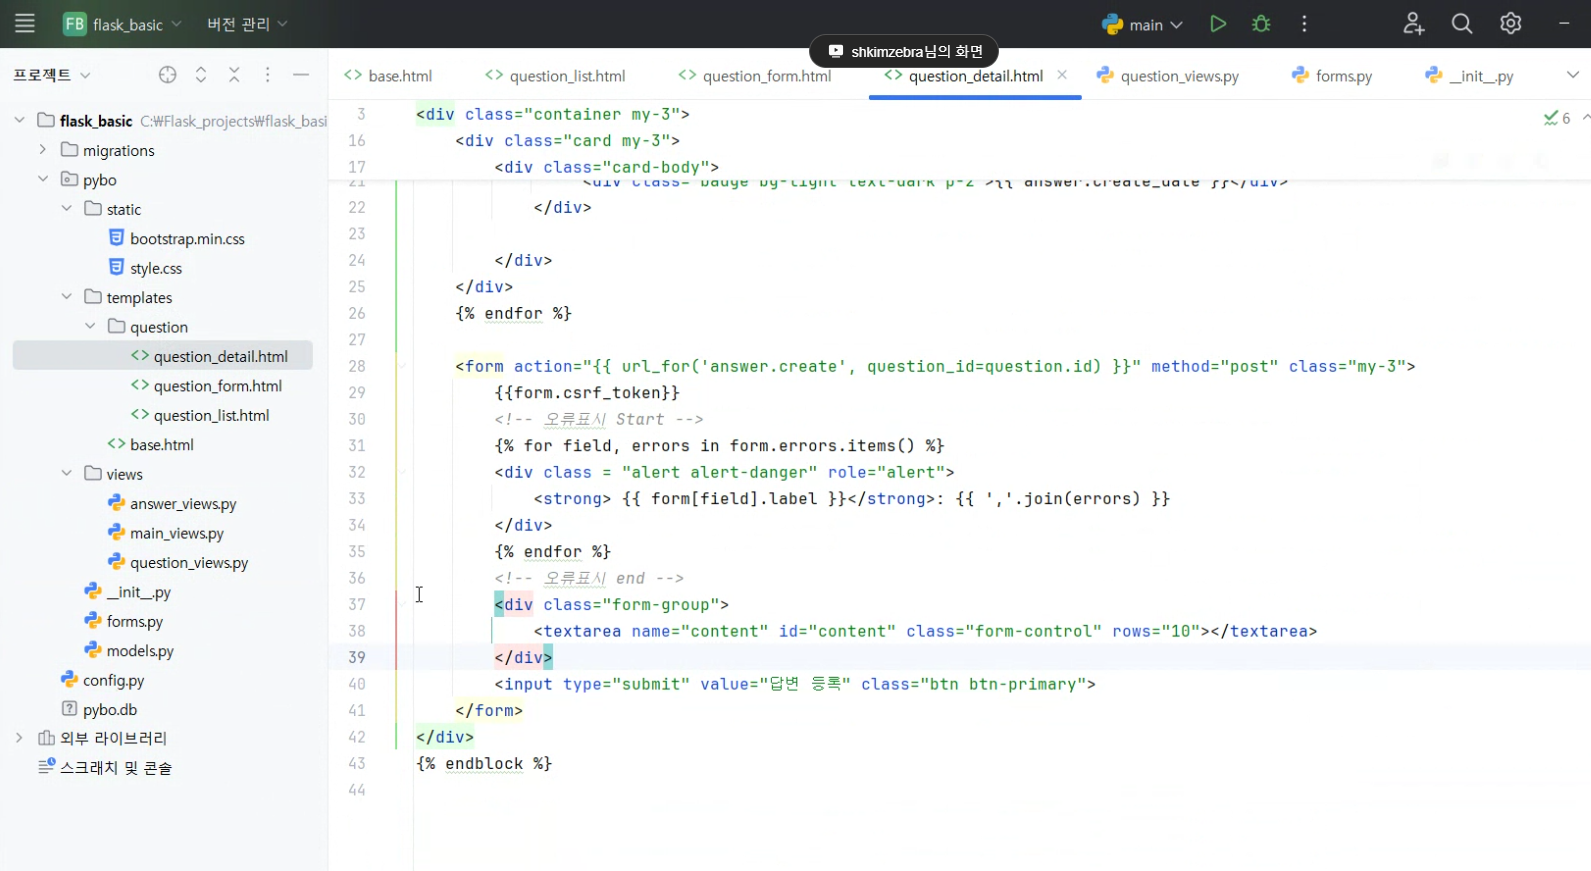 FB flask_basic 버전 관리 main
shkimzebra님의 화면
프로젝트
base.html question_list.html question_form.html question_detail.html question_views.py forms.py __init__.py
flask_basic C:₩Flask_projects₩flask_basi
migrations
pybo
static
bootstrap.min.css
style.css
templates
question
question_detail.html
question_form.html
question_list.html
base.html
views
answer_views.py
main_views.py
question_views.py
__init__.py
forms.py
models.py
config.py
pybo.db
외부 라이브러리
스크래치 및 콘솔
6
3 <div class="container my-3">
16 <div class="card my-3">
17 <div class="card-body">
21 <div class="badge bg-light text-dark p-2">{{ answer.create_date }}</div>
22 </div>
23
24 </div>
25 </div>
26 {% endfor %}
27
28 <form action="{{ url_for('answer.create', question_id=question.id) }}" method="post" class="my-3">
29 {{form.csrf_token}}
30 <!-- 오류표시 Start -->
31 {% for field, errors in form.errors.items() %}
32 <div class = "alert alert-danger" role="alert">
33 <strong> {{ form[field].label }}</strong>: {{ ','.join(errors) }}
34 </div>
35 {% endfor %}
36 <!-- 오류표시 end -->
37 <div class="form-group">
38 <textarea name="content" id="content" class="form-control" rows="10"></textarea>
39 </div>
40 <input type="submit" value="답변 등록" class="btn btn-primary">
41 </form>
42 </div>
43 {% endblock %}
44